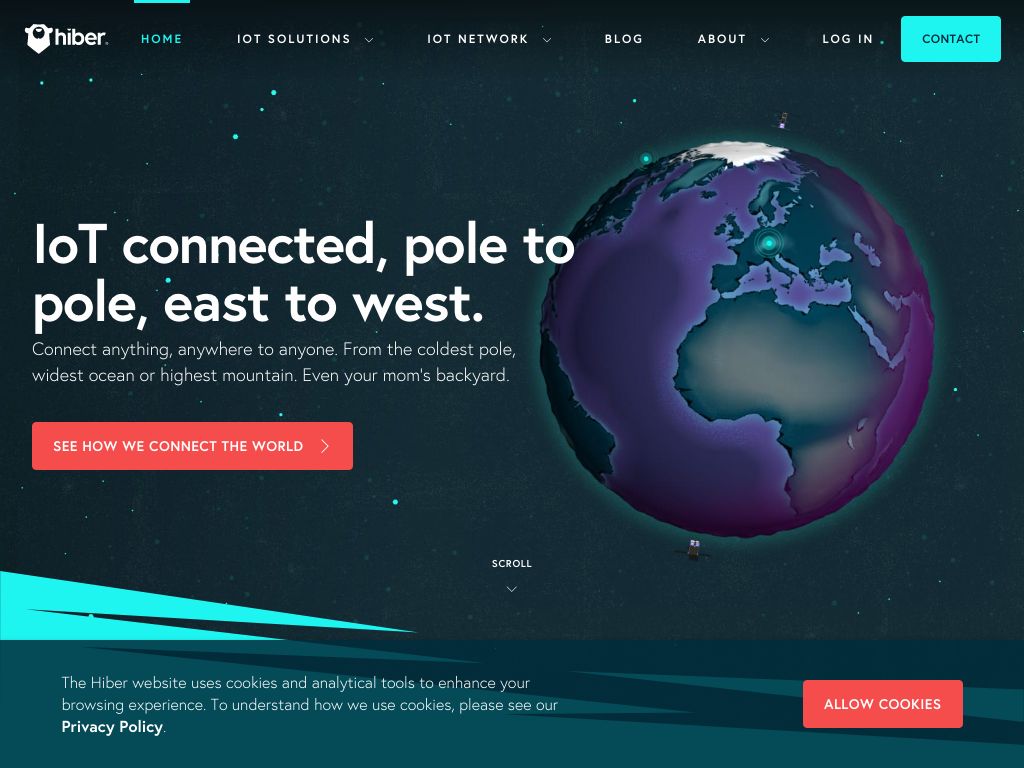 hiber
HOME
IOT SOLUTIONS
IOT NETWORK
BLOG
ABOUT
LOG IN
CONTACT
IoT connected, pole to
pole, east to west.
Connect anything, anywhere to anyone. From the coldest pole,
widest ocean or highest mountain. Even your mom's backyard.
SEE HOW WE CONNECT THE WORLD
SCROLL
The Hiber website uses cookies and analytical tools to enhance your
browsing experience. To understand how we use cookies, please see our
Privacy Policy.
ALLOW COOKIES